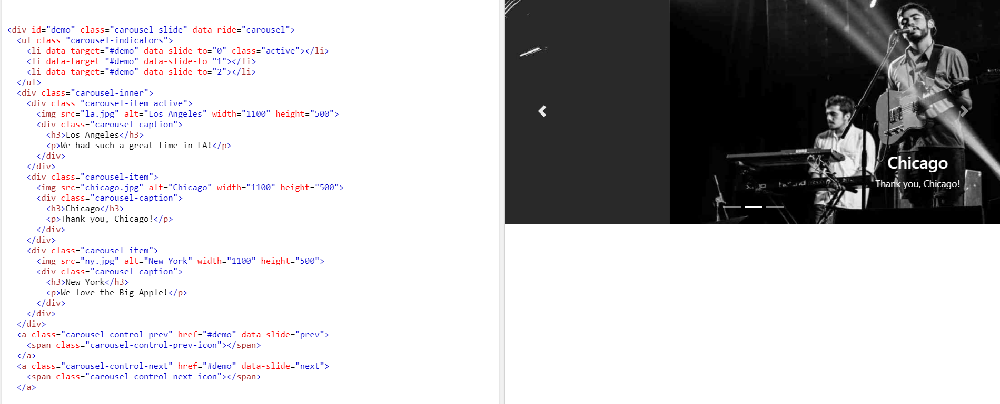 <div id="demo" class="carousel slide" data-ride="carousel">
<ul class="carousel-indicators">
<li data-target="#demo" data-slide-to="0" class="active"></li>
<li data-target="#demo" data-slide-to="1"></li>
<li data-target="#demo" data-slide-to="2"></li>
</ul>
<div class="carousel-inner">
<div class="carousel-item active">
<img src="la.jpg" alt="Los Angeles" width="1100" height="500">
<div class="carousel-caption">
<h3>Los Angeles</h3>
<p>We had such a great time in LA!</p>
</div>
</div>
<div class="carousel-item">
<img src="chicago.jpg" alt="Chicago" width="1100" height="500">
<div class="carousel-caption">
<h3>Chicago</h3>
<p>Thank you, Chicago!</p>
</div>
</div>
<div class="carousel-item">
<img src="ny.jpg" alt="New York" width="1100" height="500">
<div class="carousel-caption">
<h3>New York</h3>
<p>We love the Big Apple!</p>
</div>
</div>
</div>
<a class="carousel-control-prev" href="#demo" data-slide="prev">
<span class="carousel-control-prev-icon"></span>
</a>
<a class="carousel-control-next" href="#demo" data-slide="next">
<span class="carousel-control-next-icon"></span>
</a>
Chicago
Thank you, Chicago!